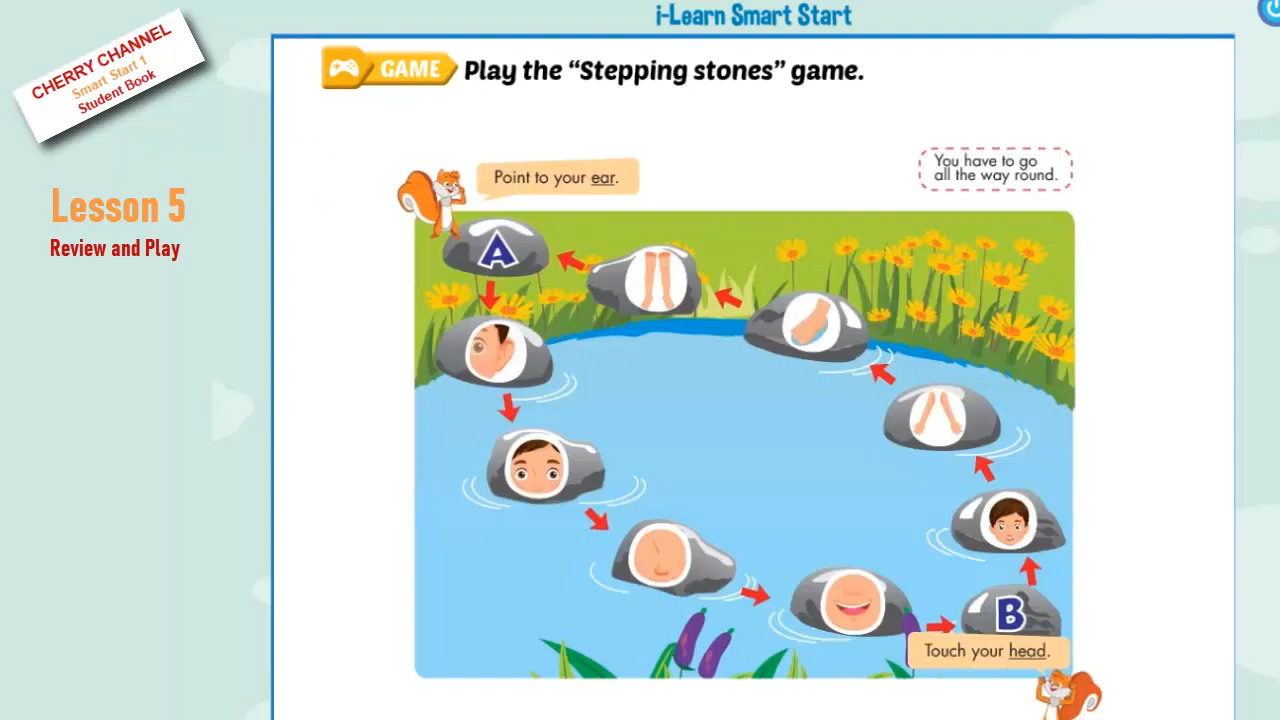 i-Learn Smart Start
CHERRY CHANNEL
Smart Start 1
Student Book
GAME Play the “Stepping stones” game.
Lesson 5
Review and Play
You have to go
all the way round.
Point to your ear.
A
B
Touch your head.